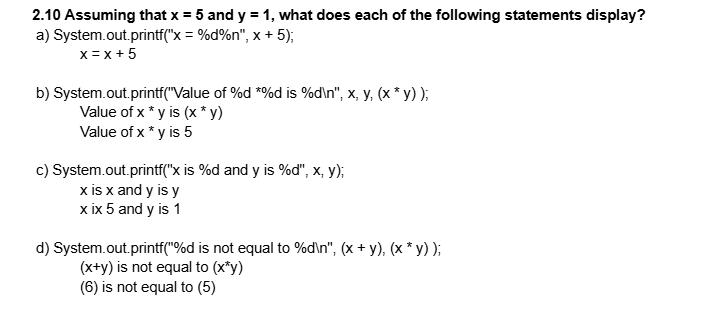 2.10 Assuming that x = 5 and y = 1, what does each of the following statements display?
a) System.out.printf("x = %d%n", x + 5);
x = x + 5
b) System.out.printf("Value of %d *%d is %d\n", x, y, (x * y) );
Value of x * y is (x * y)
Value of x * y is 5
c) System.out.printf("x is %d and y is %d", x, y);
x is x and y is y
x ix 5 and y is 1
d) System.out.printf("%d is not equal to %d\n", (x + y), (x * y) );
(x+y) is not equal to (x*y)
(6) is not equal to (5)